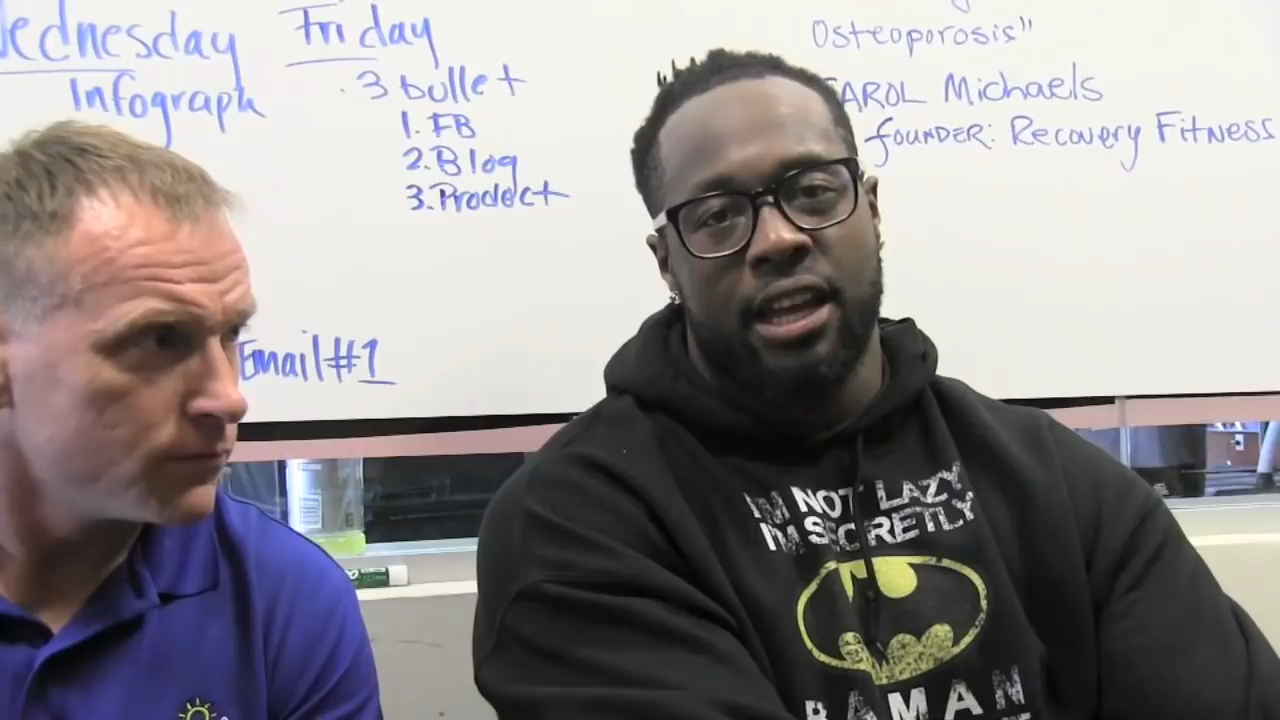 Wednesday
Infograph
Friday
3 bullet
1. FB
2. Blog
3. Prodect
Email #1
Osteoporosis"
CAROL Michaels
founder: Recovery Fitness
I'M NOT LAZY
I'M SECRETLY